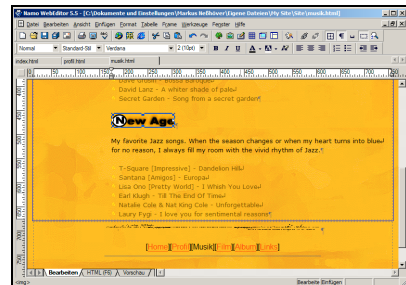 Namo WebEditor 5.5 - [C:\Dokumente und Einstellungen\Markus Neßhöver\Eigene Dateien\My Site\Site\musik.html]
Datei Bearbeiten Ansicht Einfügen Format Tabelle Frame Werkzeuge Fenster Hilfe
Normal Standard-Stil Verdana 2 (10pt) B I U
index.html profil.html musik.html
David Lanz - A whiter shade of pale
Secret Garden - Song from a secret garden¶
New Age
My favorite Jazz songs. When the season changes or when my heart turns into blue
for no reason, I always fill my room with the vivid rhythm of Jazz.¶
T-Square [Impressive] - Dandelion Hill
Santana [Amigos] - Europa
Lisa One [Pretty World] - I Whish You Love
Earl Klugh - Till The End Of Time
Natalie Cole & Nat King Cole - Unforgettable
Laury Fygi - I love you for sentimental reasons¶
[Home][Profil][Musik][Film][Album][Links]
Bearbeiten HTML (F6) Vorschau
<img> Bearbeite Einfügen